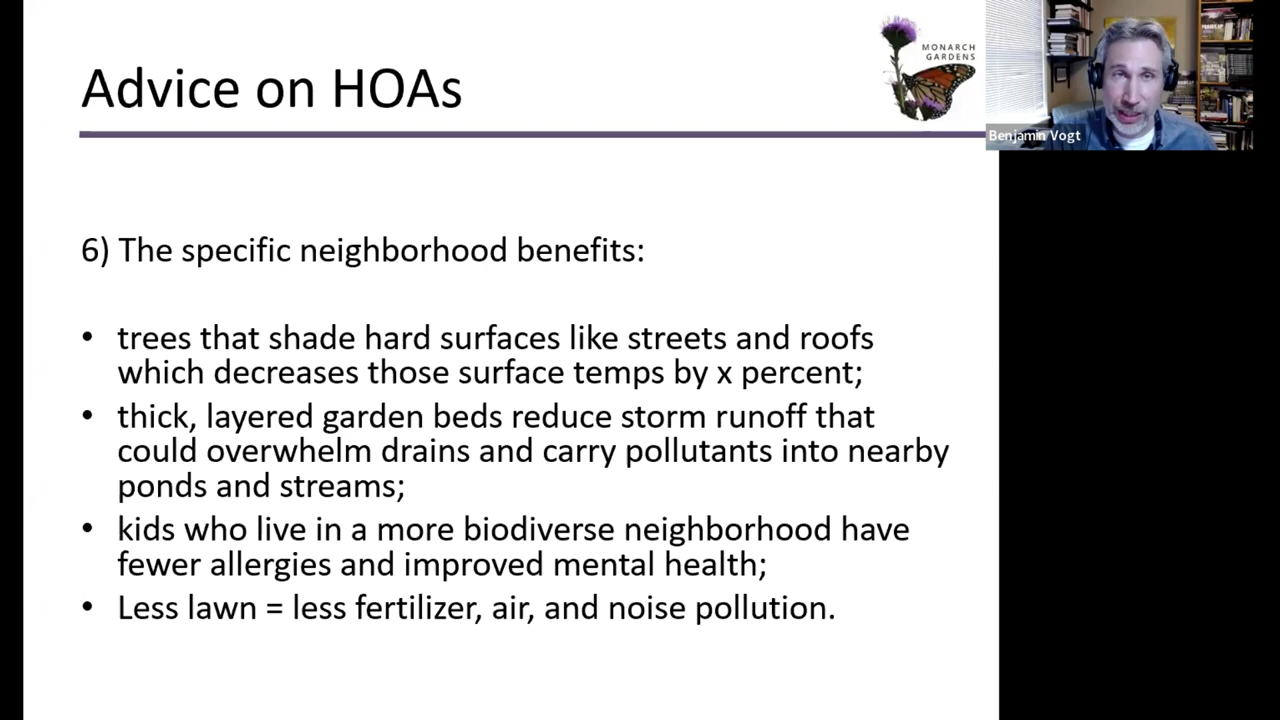 Advice on HOAs
MONARCH
GARDENS
Benjamin Vogt
6) The specific neighborhood benefits:
• trees that shade hard surfaces like streets and roofs
which decreases those surface temps by x percent;
• thick, layered garden beds reduce storm runoff that
could overwhelm drains and carry pollutants into nearby
ponds and streams;
• kids who live in a more biodiverse neighborhood have
fewer allergies and improved mental health;
• Less lawn = less fertilizer, air, and noise pollution.